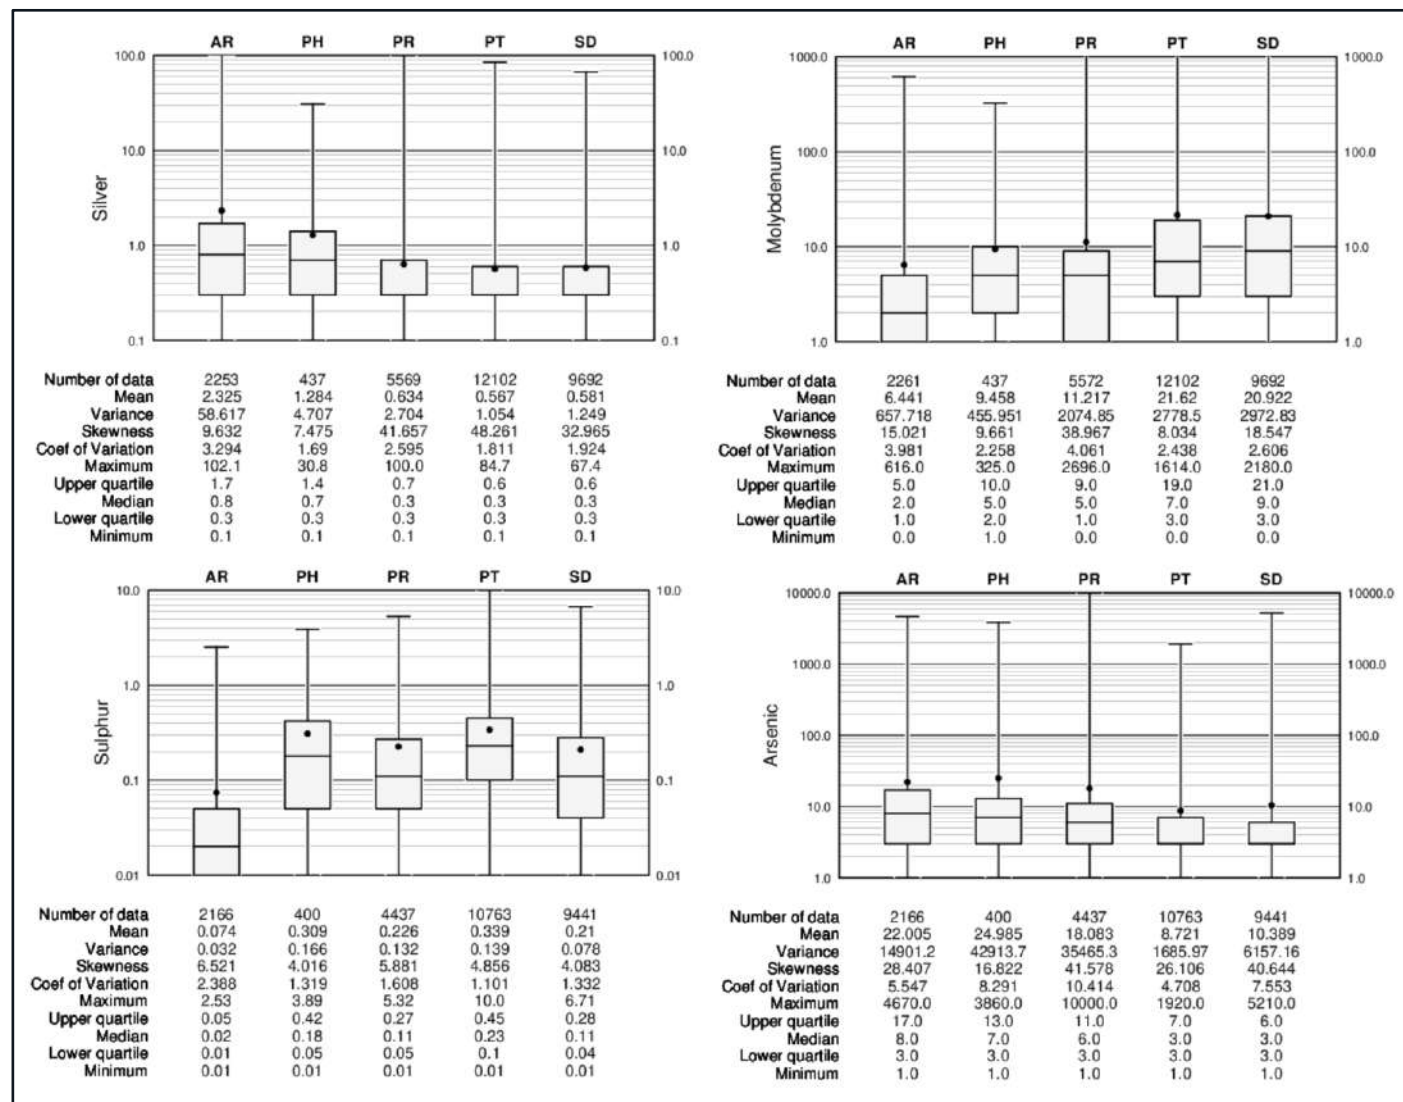 AR PH PR PT SD
100.0 100.0
10.0 10.0
Silver
1.0 1.0
0.1 0.1
Number of data 2253 437 5569 12102 9692
Mean 2.325 1.284 0.634 0.567 0.581
Variance 58.617 4.707 2.704 1.054 1.249
Skewness 9.632 7.475 41.657 48.261 32.965
Coef of Variation 3.294 1.69 2.595 1.811 1.924
Maximum 102.1 30.8 100.0 84.7 67.4
Upper quartile 1.7 1.4 0.7 0.6 0.6
Median 0.8 0.7 0.3 0.3 0.3
Lower quartile 0.3 0.3 0.3 0.3 0.3
Minimum 0.1 0.1 0.1 0.1 0.1
AR PH PR PT SD
1000.0 1000.0
100.0 100.0
Molybdenum
10.0 10.0
1.0 1.0
Number of data 2261 437 5572 12102 9692
Mean 6.441 9.458 11.217 21.62 20.922
Variance 657.718 455.951 2074.85 2778.5 2972.83
Skewness 15.021 9.661 38.967 8.034 18.547
Coef of Variation 3.981 2.258 4.061 2.438 2.606
Maximum 616.0 325.0 2696.0 1614.0 2180.0
Upper quartile 5.0 10.0 9.0 19.0 21.0
Median 2.0 5.0 5.0 7.0 9.0
Lower quartile 1.0 2.0 1.0 3.0 3.0
Minimum 0.0 1.0 0.0 0.0 0.0
AR PH PR PT SD
10.0 10.0
1.0 1.0
Sulphur
0.1 0.1
0.01 0.01
Number of data 2166 400 4437 10763 9441
Mean 0.074 0.309 0.226 0.339 0.21
Variance 0.032 0.166 0.132 0.139 0.078
Skewness 6.521 4.016 5.881 4.856 4.083
Coef of Variation 2.388 1.319 1.608 1.101 1.332
Maximum 2.53 3.89 5.32 10.0 6.71
Upper quartile 0.05 0.42 0.27 0.45 0.28
Median 0.02 0.18 0.11 0.23 0.11
Lower quartile 0.01 0.05 0.05 0.1 0.04
Minimum 0.01 0.01 0.01 0.01 0.01
AR PH PR PT SD
10000.0 10000.0
1000.0 1000.0
100.0 100.0
Arsenic
10.0 10.0
1.0 1.0
Number of data 2166 400 4437 10763 9441
Mean 22.005 24.985 18.083 8.721 10.389
Variance 14901.2 42913.7 35465.3 1685.97 6157.16
Skewness 28.407 16.822 41.578 26.106 40.644
Coef of Variation 5.547 8.291 10.414 4.708 7.553
Maximum 4670.0 3860.0 10000.0 1920.0 5210.0
Upper quartile 17.0 13.0 11.0 7.0 6.0
Median 8.0 7.0 6.0 3.0 3.0
Lower quartile 3.0 3.0 3.0 3.0 3.0
Minimum 1.0 1.0 1.0 1.0 1.0